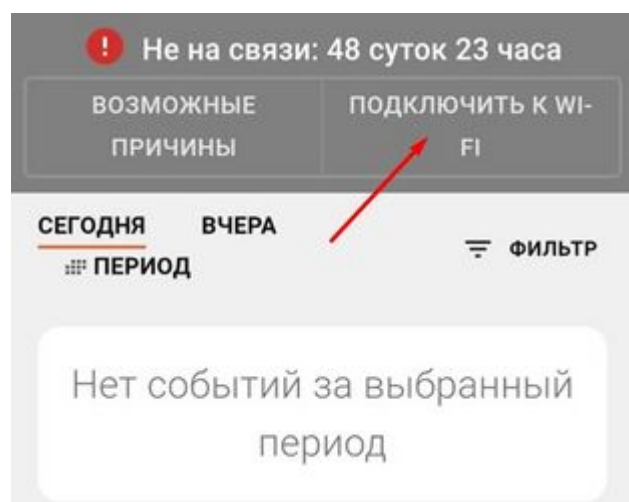 Не на связи: 48 суток 23 часа
ВОЗМОЖНЫЕ
ПРИЧИНЫ
ПОДКЛЮЧИТЬ К WI-
FI
СЕГОДНЯ ВЧЕРА
ПЕРИОД
ФИЛЬТР
Нет событий за выбранный
период